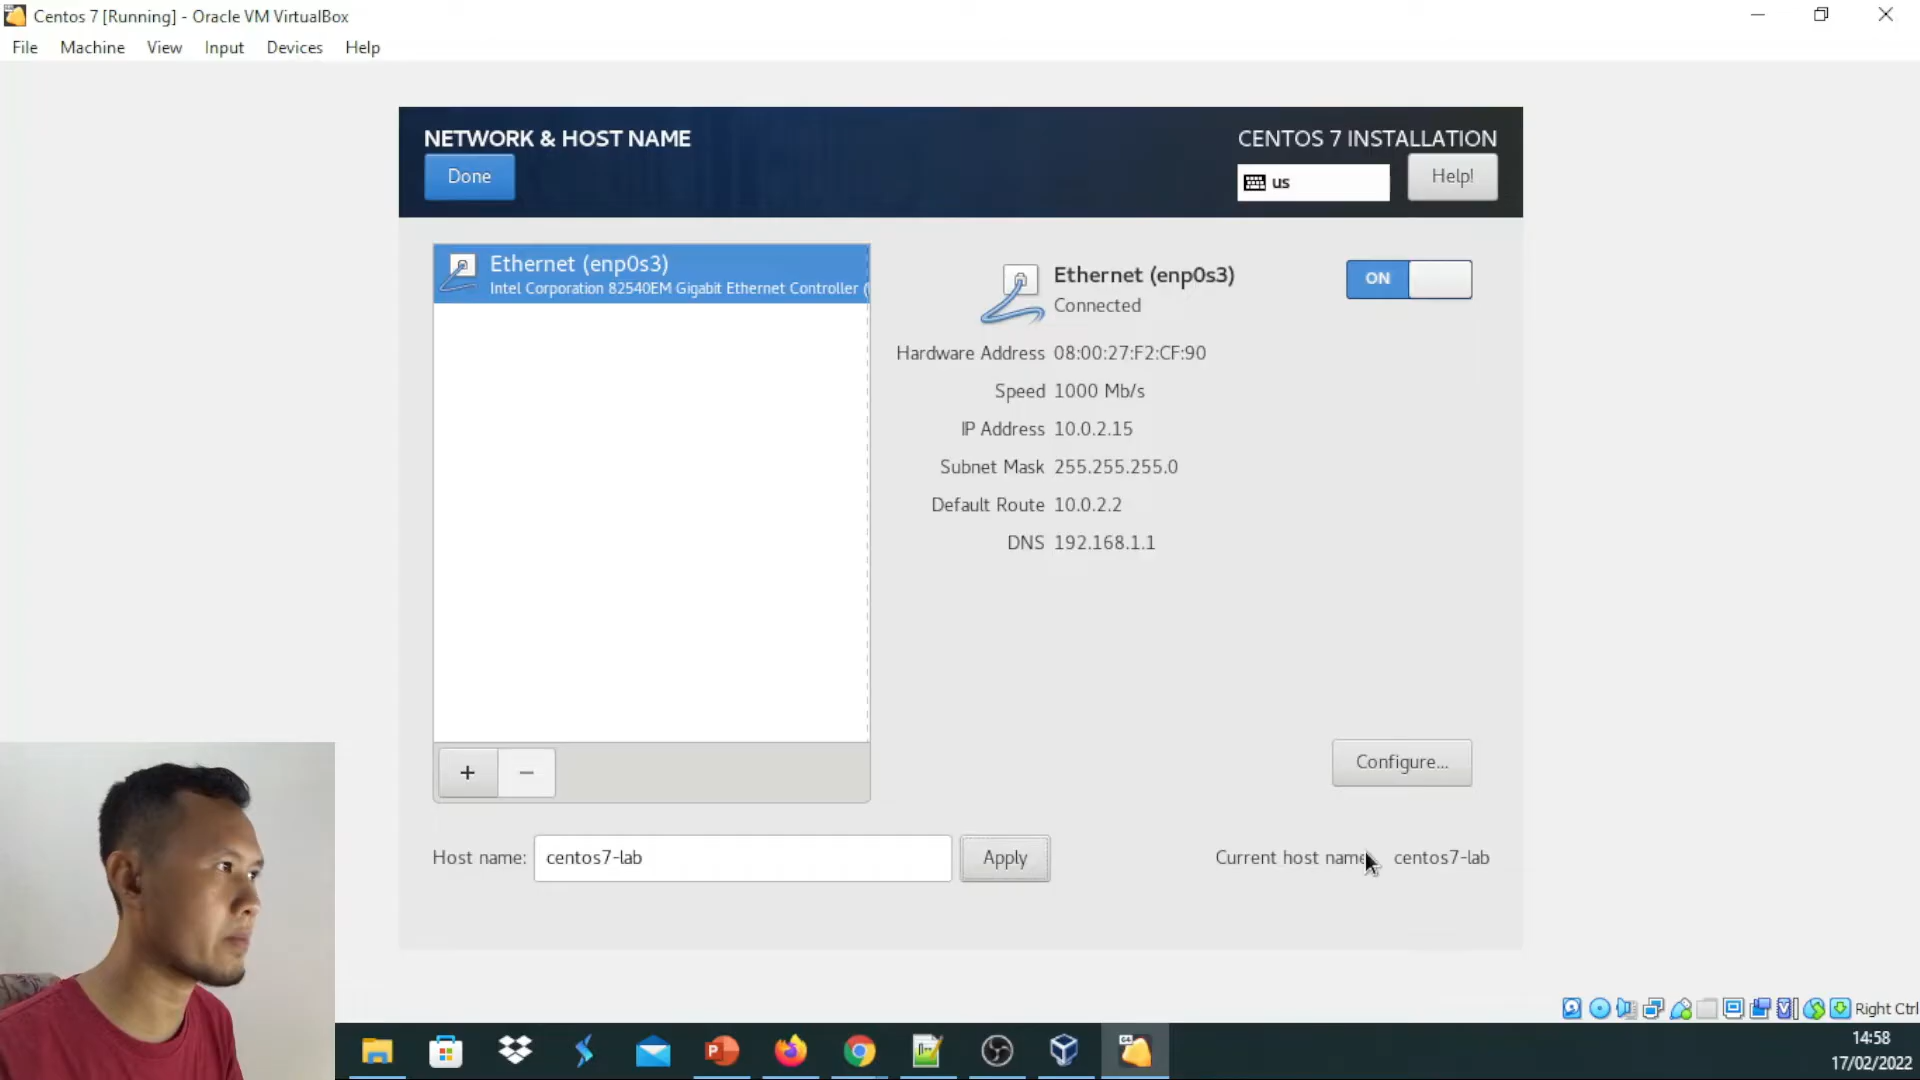 Centos 7 [Running] - Oracle VM VirtualBox
File Machine View Input Devices Help
NETWORK & HOST NAME
CENTOS 7 INSTALLATION
Done
us
Help!
Ethernet (enp0s3)
Intel Corporation 82540EM Gigabit Ethernet Controller (
Ethernet (enp0s3)
Connected
ON
Hardware Address 08:00:27:F2:CF:90
Speed 1000 Mb/s
IP Address 10.0.2.15
Subnet Mask 255.255.255.0
Default Route 10.0.2.2
DNS 192.168.1.1
+ −
Configure...
Host name: centos7-lab
Apply
Current host name centos7-lab
Right Ctrl
14:58
17/02/2022